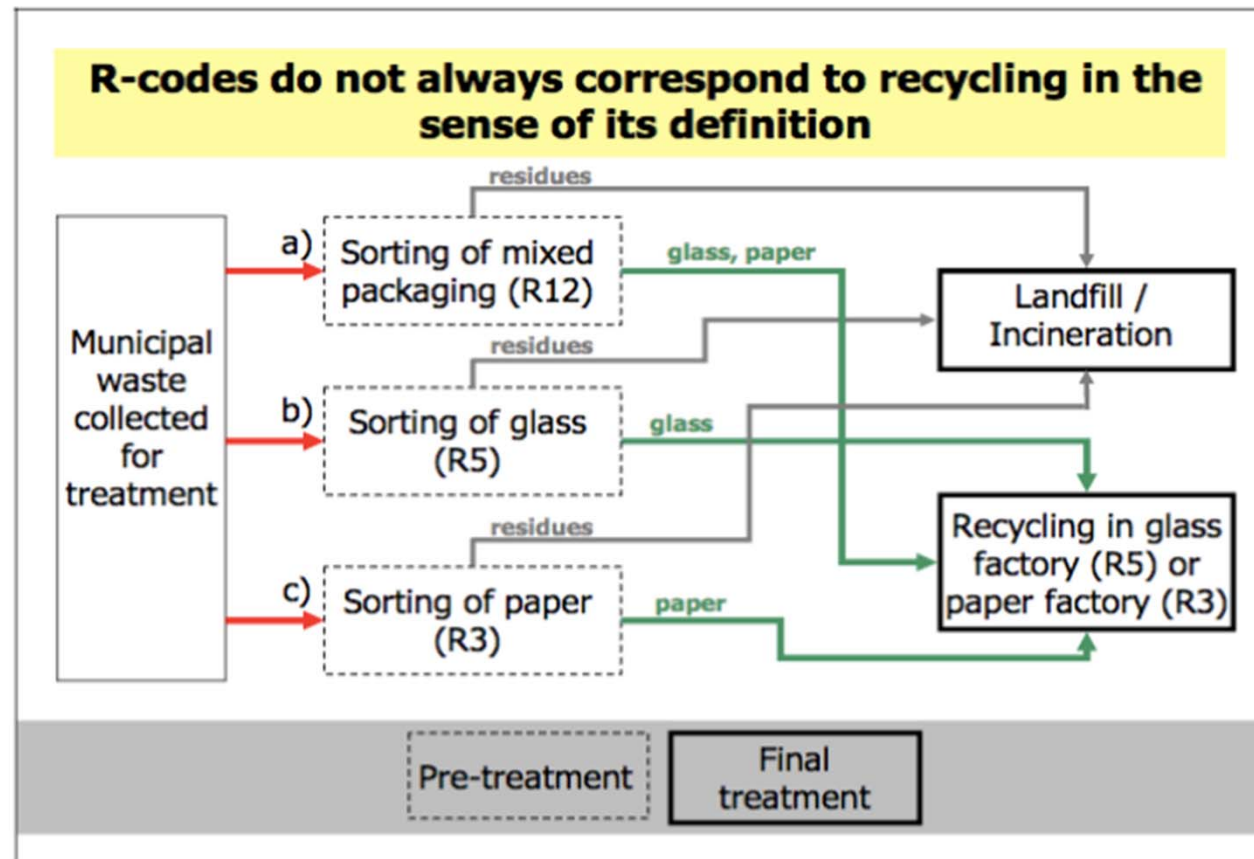 R-codes do not always correspond to recycling in the
sense of its definition
residues
a)
Sorting of mixed
packaging (R12)
glass, paper
Landfill /
Incineration
Municipal
waste
collected
for
treatment
residues
b)
Sorting of glass
(R5)
glass
residues
Recycling in glass
factory (R5) or
paper factory (R3)
c)
Sorting of paper
(R3)
paper
Pre-treatment
Final
treatment